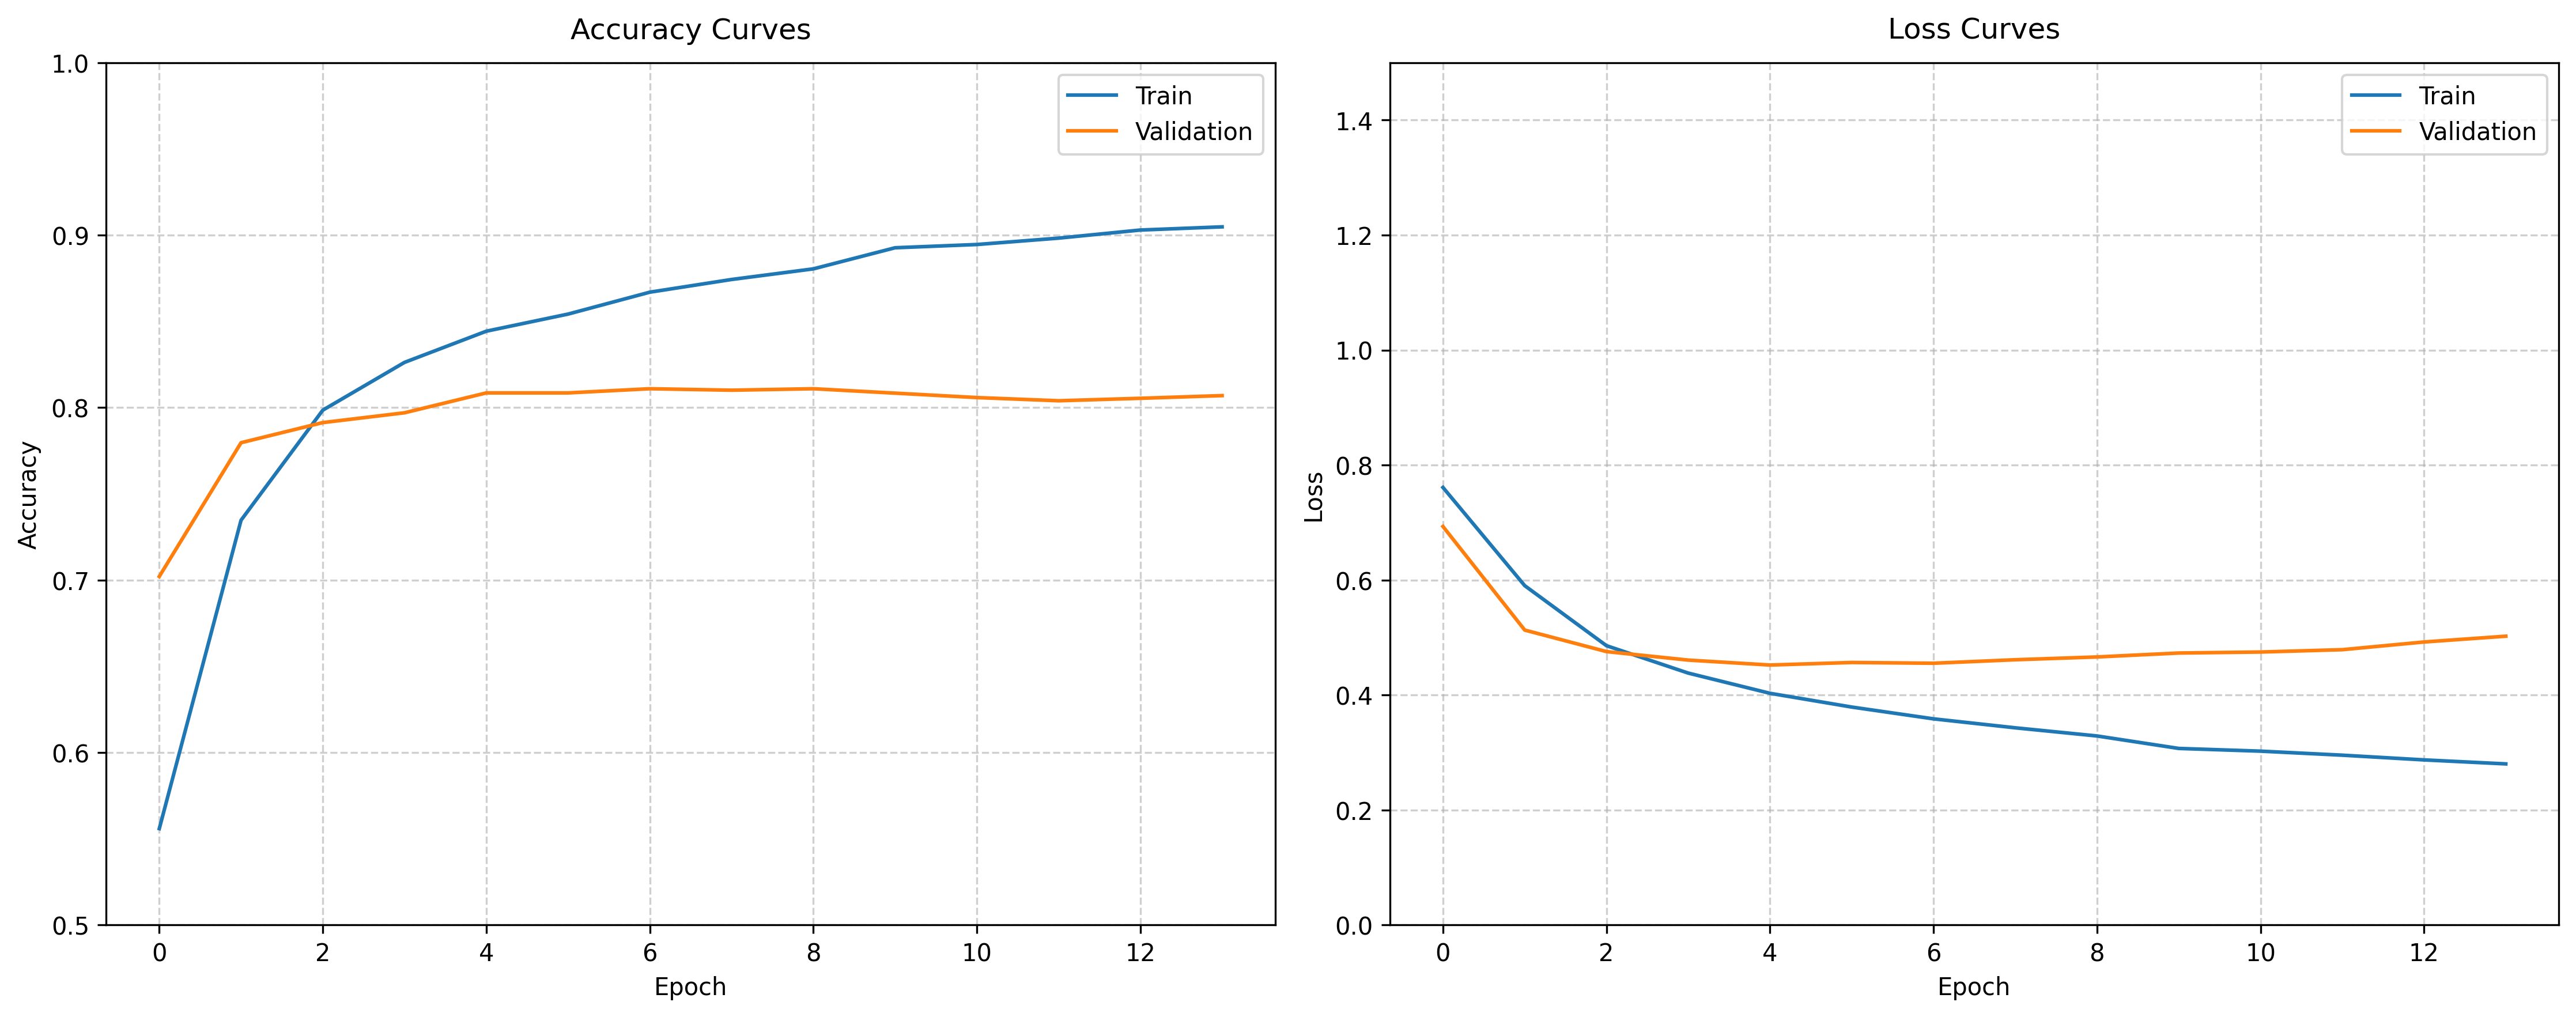 Accuracy Curves
Train
Validation
1.0
0.9
0.8
0.7
0.6
0.5
Accuracy
0 2 4 6 8 10 12
Epoch
Loss Curves
Train
Validation
1.4
1.2
1.0
0.8
0.6
0.4
0.2
0.0
Loss
0 2 4 6 8 10 12
Epoch